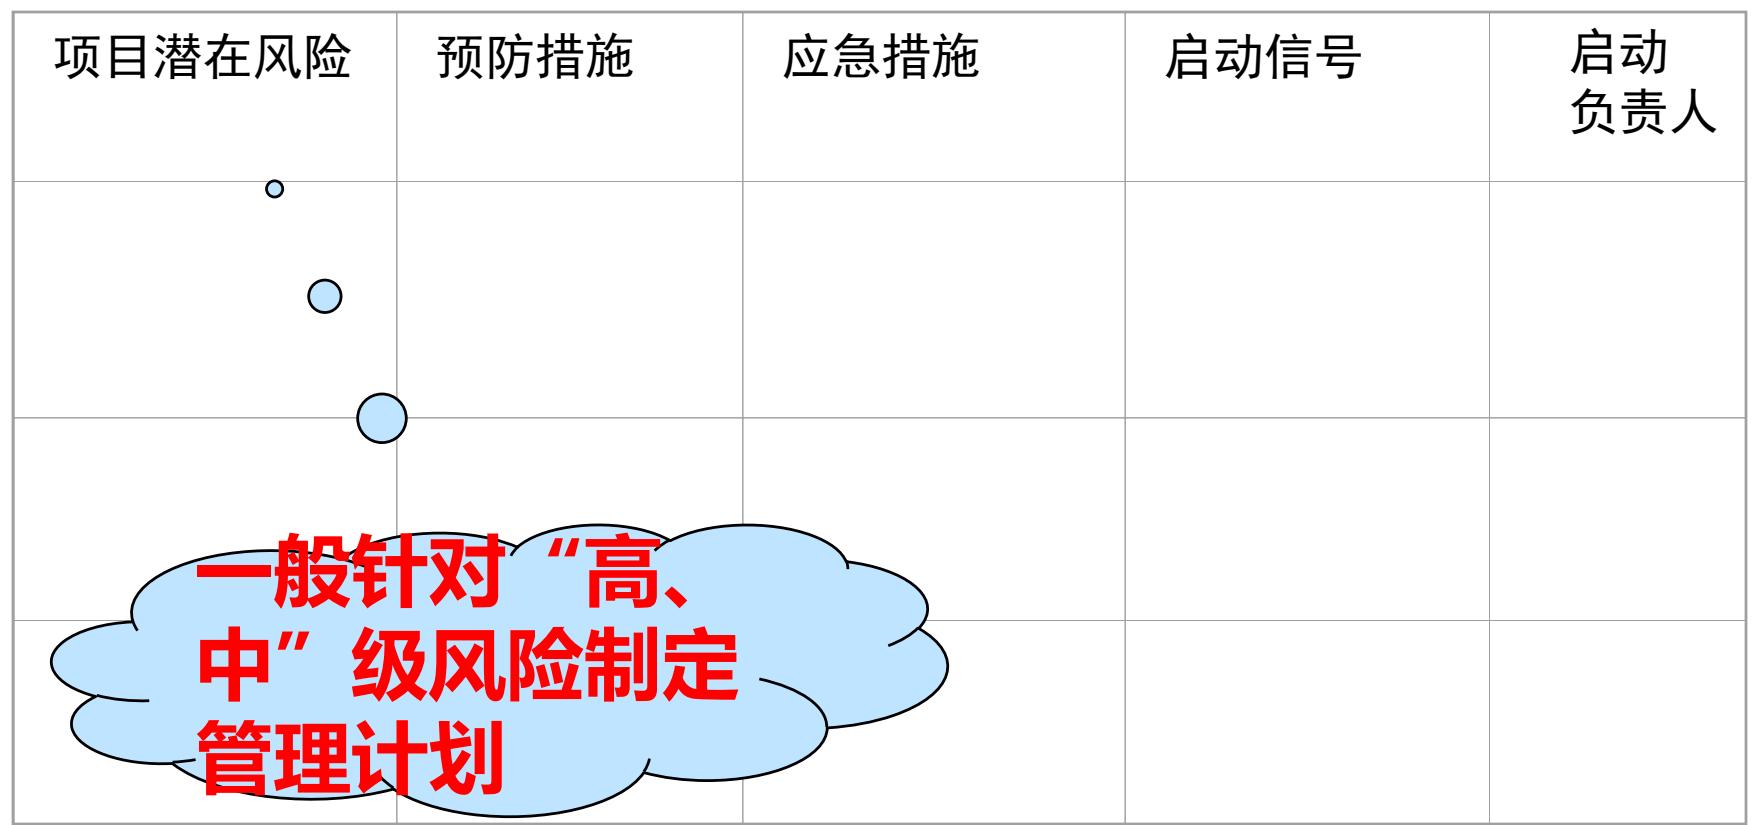 项目潜在风险
预防措施
应急措施
启动信号
启动
负责人
一般针对“高、
中”级风险制定
管理计划